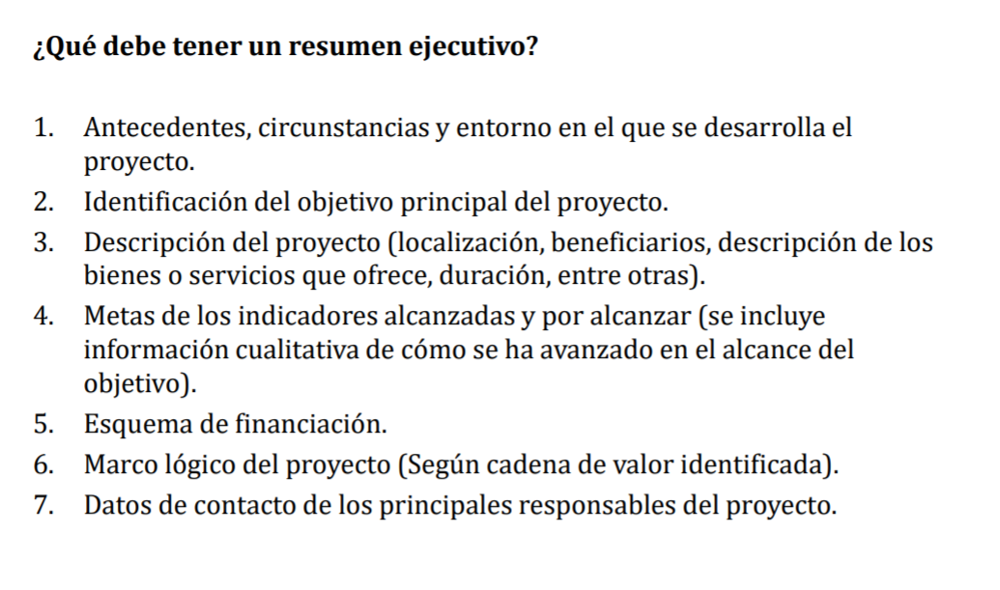 ¿Qué debe tener un resumen ejecutivo?
1. Antecedentes, circunstancias y entorno en el que se desarrolla el
proyecto.
2. Identificación del objetivo principal del proyecto.
3. Descripción del proyecto (localización, beneficiarios, descripción de los
bienes o servicios que ofrece, duración, entre otras).
4. Metas de los indicadores alcanzadas y por alcanzar (se incluye
información cualitativa de cómo se ha avanzado en el alcance del
objetivo).
5. Esquema de financiación.
6. Marco lógico del proyecto (Según cadena de valor identificada).
7. Datos de contacto de los principales responsables del proyecto.